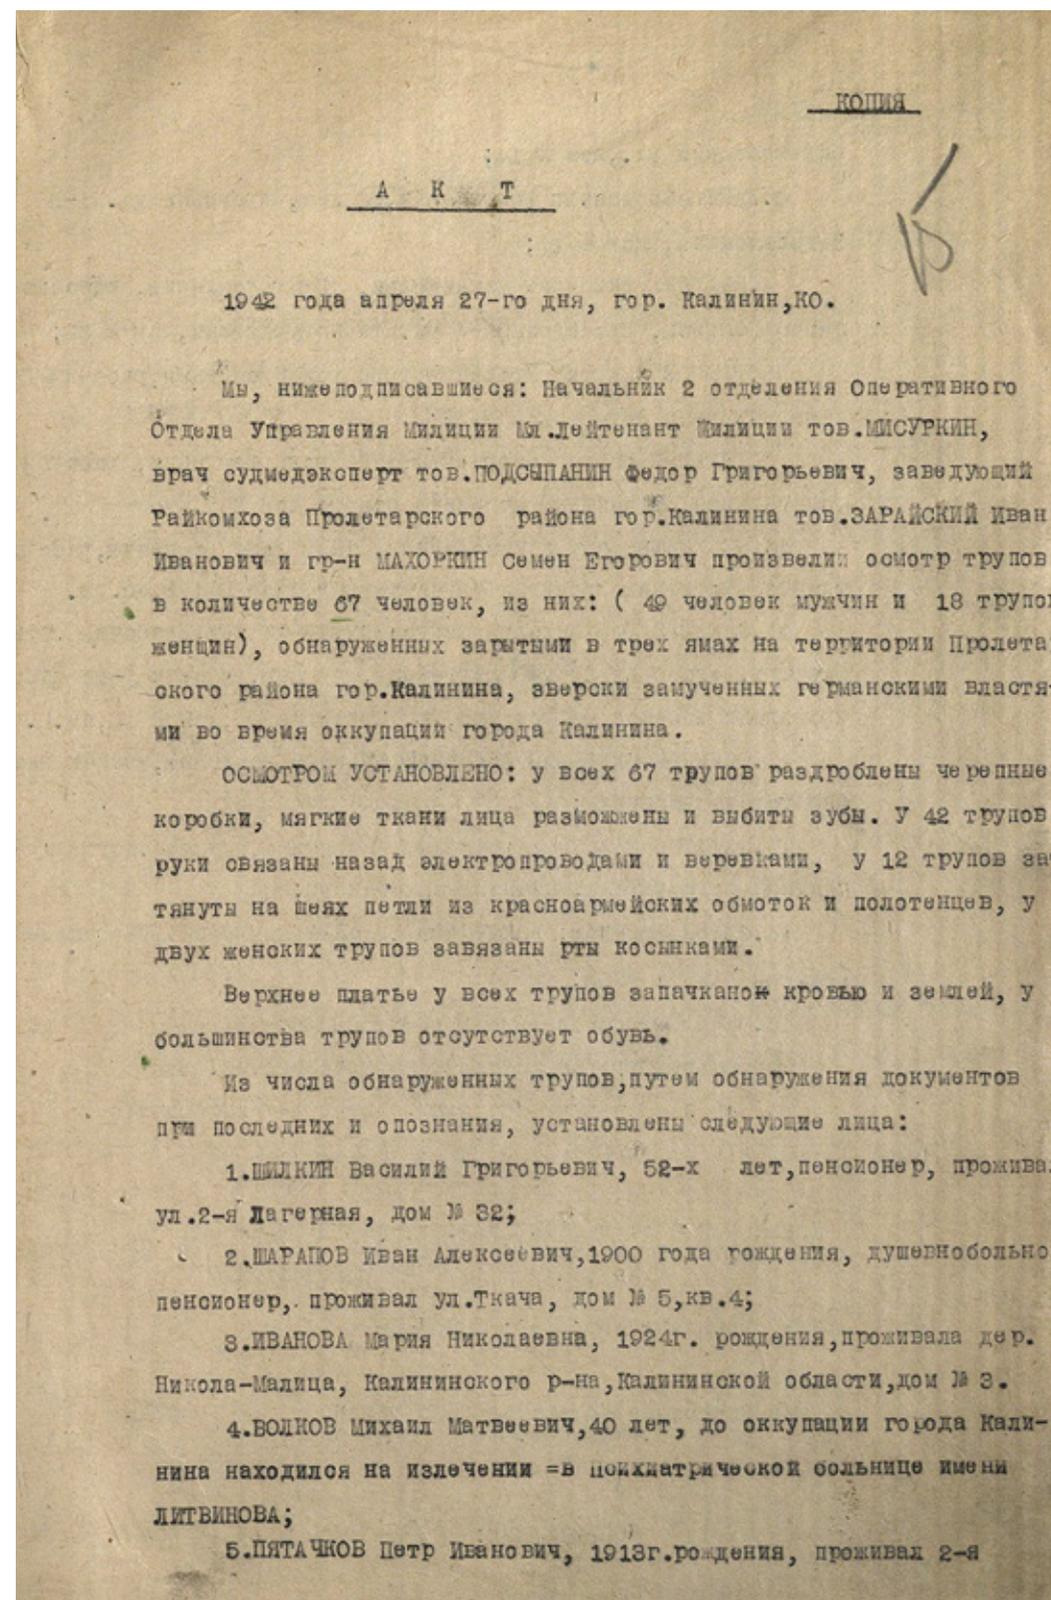 КОПИЯ
А К Т
1942 года апреля 27-го дня, гор. Калинин,КО.
Мы, нижеподписавшиеся: Начальник 2 отделения Оперативного
Отдела Управления Милиции Мл.Лейтенант Милиции тов.МИСУРКИН,
врач судмедэксперт тов.ПОДСЫПАНИН Федор Григорьевич, заведующий
Райкомхоза Пролетарского района гор.Калинина тов.ЗАРАЙСКИЙ Иван
Иванович и гр-н МАХОРКИН Семен Егорович произвели осмотр трупов
в количестве 67 человек, из них: ( 49 человек мужчин и 18 трупо
женщин), обнаруженных зарытыми в трех ямах на территории Пролета
ского района гор.Калинина, зверски замученных германскими властя-
ми во время оккупаций города Калинина.
ОСМОТРОМ УСТАНОВЛЕНО: у всех 67 трупов раздроблены черепные
коробки, мягкие ткани лица размозжены и выбиты зубы. У 42 трупов
руки связаны назад электропроводами и веревками, у 12 трупов за
тянуты на шеях петли из красноармейских обмоток и полотенцев, у
двух женских трупов завязаны рты косынками.
Верхнее платье у всех трупов запачкано кровью и землей, у
большинства трупов отсутствует обувь.
Из числа обнаруженных трупов,путем обнаружения документов
при последних и опознания, установлены следующие лица:
1.ШИЛКИН Василий Григорьевич, 52-х лет,пенсионер, прожива
ул.2-я Лагерная, дом № 32;
2.ШАРАПОВ Иван Алексеевич,1900 года рождения, душевнобольно
пенсионер,. проживал ул.Ткача, дом № 5,кв.4;
3.ИВАНОВА Мария Николаевна, 1924г. рождения,проживала дер.
Никола-Малица, Калининского р-на,Калининской области,дом № 3.
4.ВОЛКОВ Михаил Матвеевич,40 лет, до оккупации города Кали-
нина находился на излечении =в психиатрической больнице имени
ЛИТВИНОВА;
5.ПЯТАЧКОВ Петр Иванович, 1913г.рождения, проживал 2-я